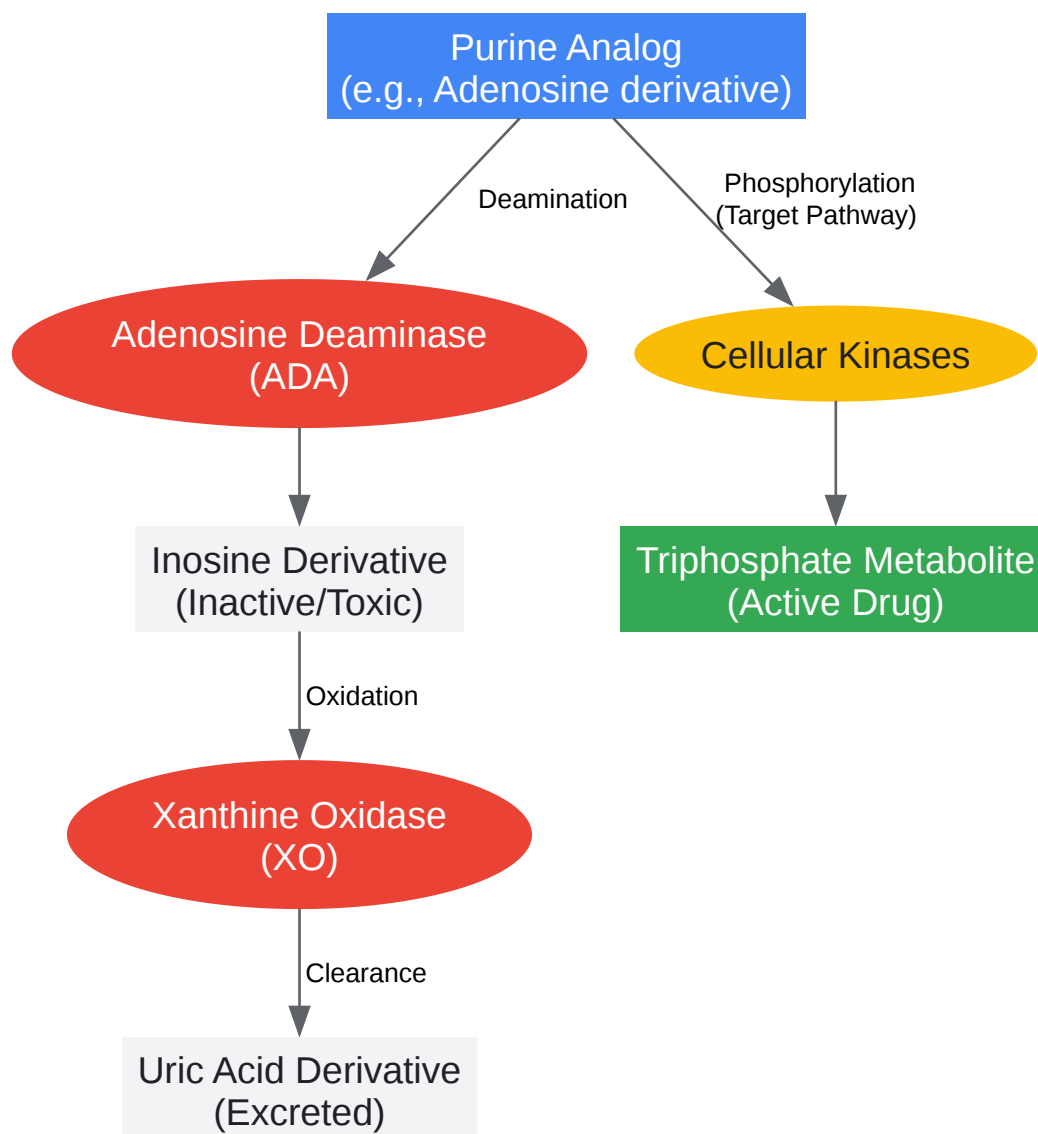 Purine Analog
(e.g., Adenosine derivative)
Deamination
Phosphorylation
(Target Pathway)
Adenosine Deaminase
(ADA)
Cellular Kinases
Inosine Derivative
(Inactive/Toxic)
Triphosphate Metabolite
(Active Drug)
Oxidation
Xanthine Oxidase
(XO)
Clearance
Uric Acid Derivative
(Excreted)